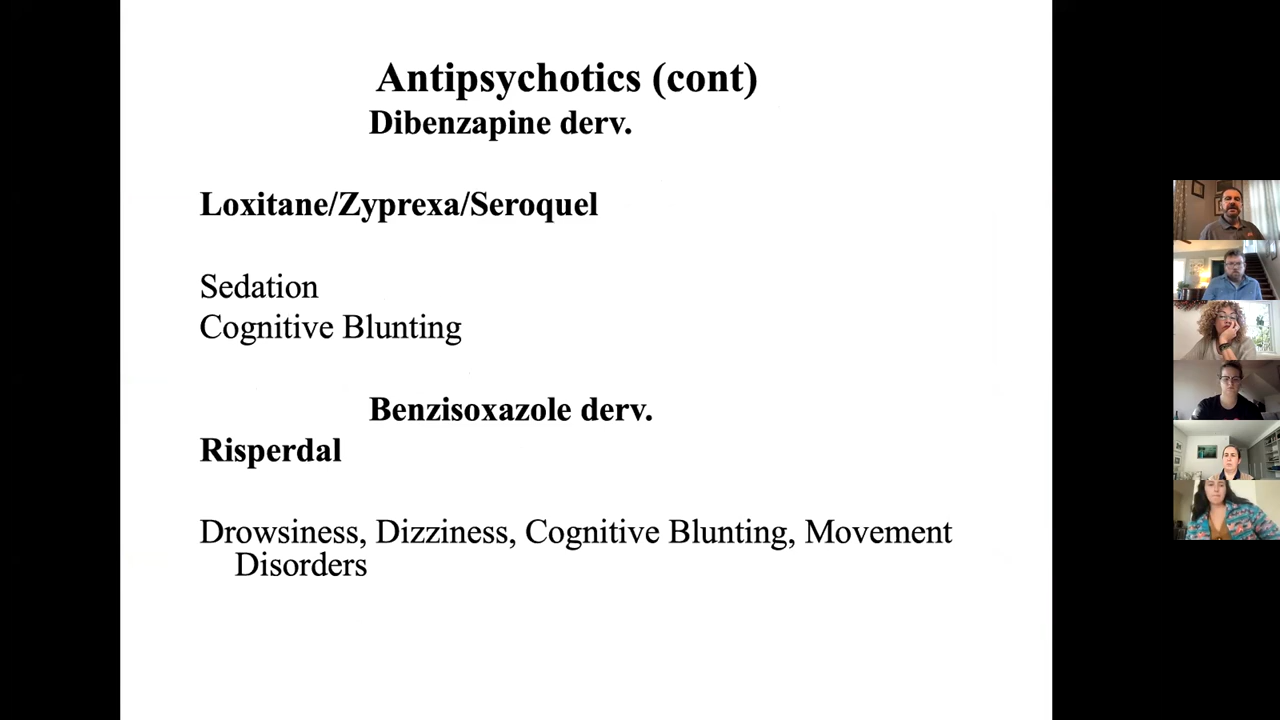 Antipsychotics (cont)
Dibenzapine derv.
Loxitane/Zyprexa/Seroquel
Sedation
Cognitive Blunting
Benzisoxazole derv.
Risperdal
Drowsiness, Dizziness, Cognitive Blunting, Movement
Disorders